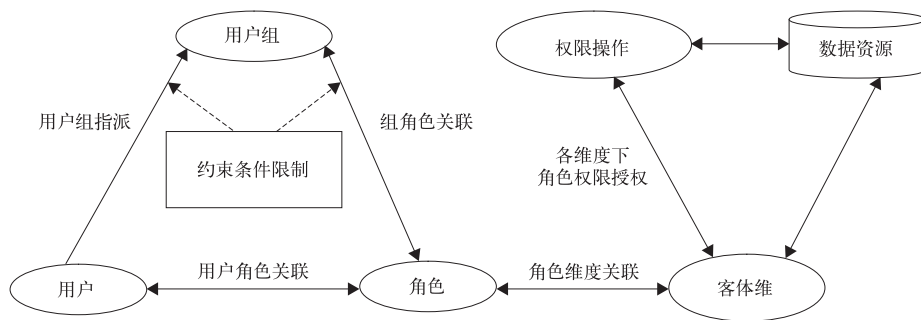 用户组
权限操作
数据资源
用户组指派
组角色关联
约束条件限制
各维度下
角色权限授权
用户角色关联
角色维度关联
用户
角色
客体维